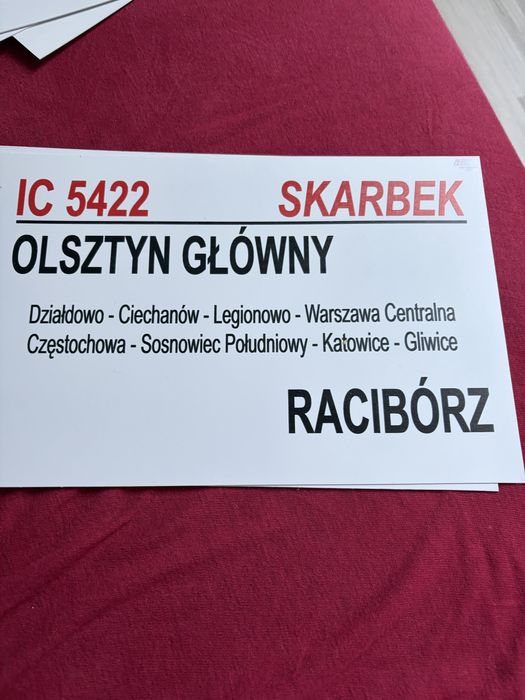 IC 5422 SKARBEK
OLSZTYN GŁÓWNY
Działdowo - Ciechanów - Legionowo - Warszawa Centralna
Częstochowa - Sosnowiec Południowy - Katowice - Gliwice
RACIBÓRZ